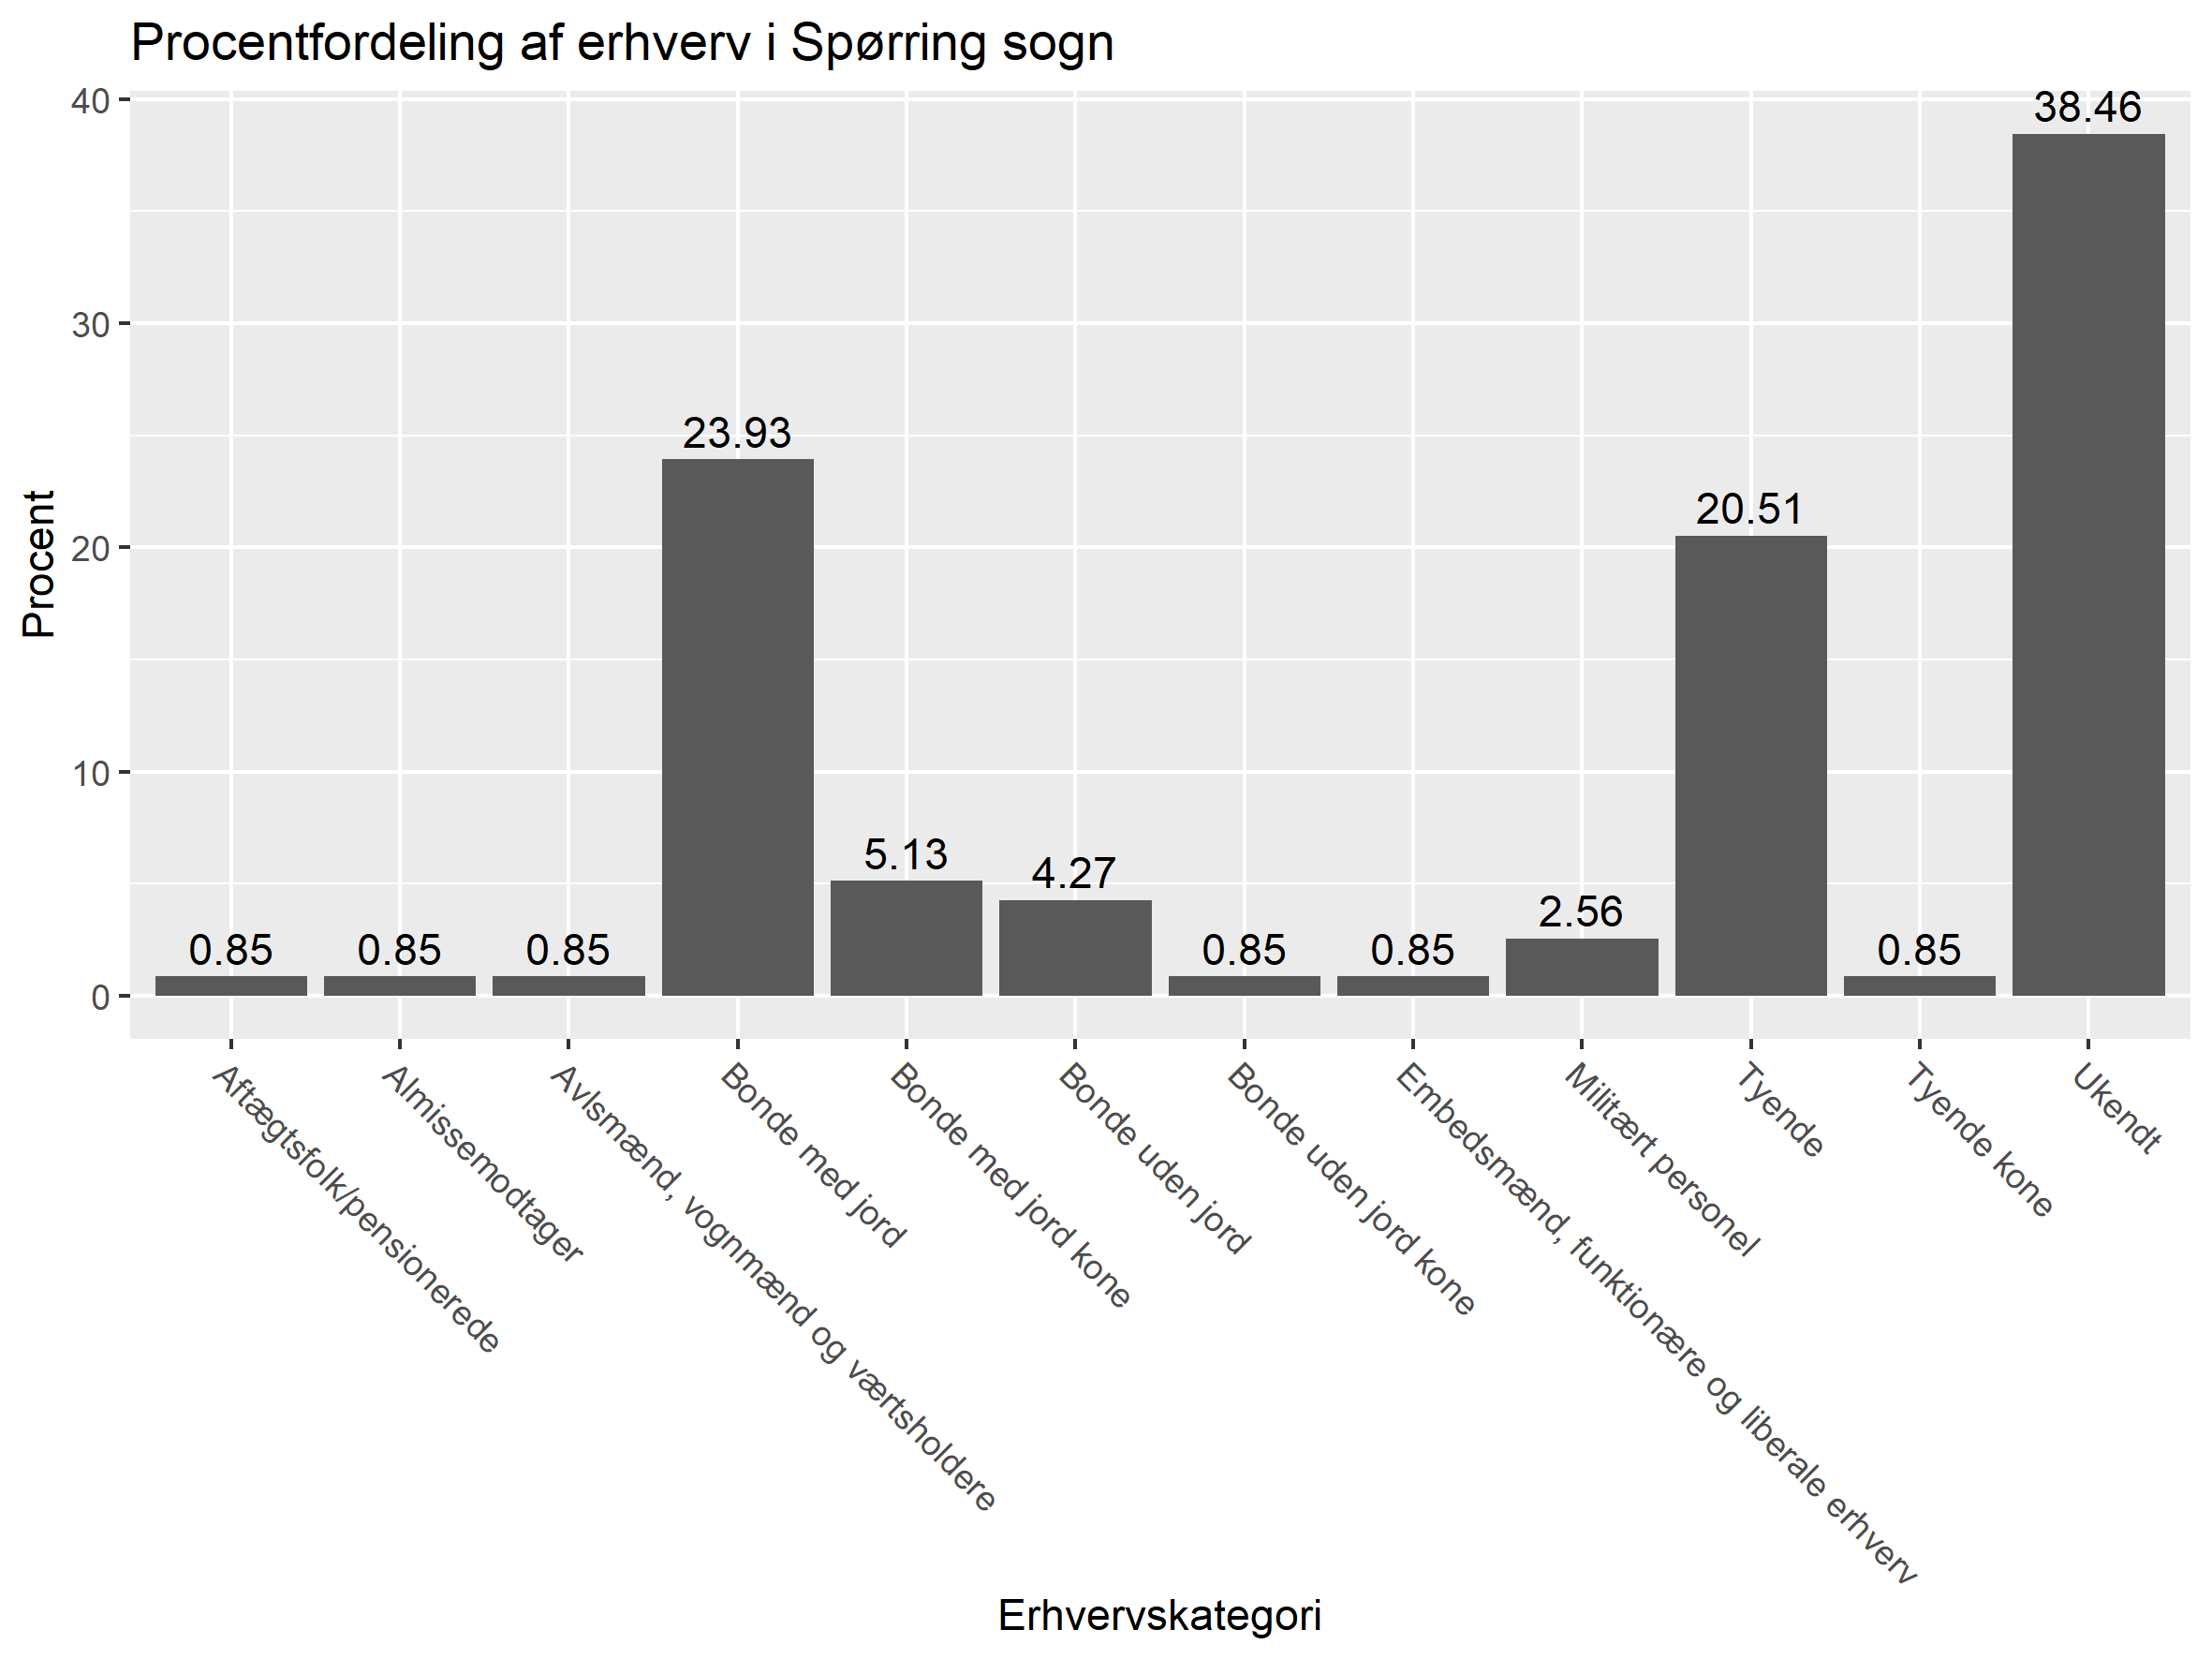 Procentfordeling af erhverv i Spørring sogn
Procent
40
30
20
10
0
0.85
0.85
0.85
23.93
5.13
4.27
0.85
0.85
2.56
20.51
0.85
38.46
Aftægtsfolk/pensionerede
Almissemodtager
Avlsmænd, vognmænd og værtsholdere
Bonde med jord
Bonde med jord kone
Bonde uden jord
Bonde uden jord kone
Embedsmænd, funktionære og liberale erhverv
Militært personel
Tyende
Tyende kone
Ukendt
Erhvervskategori